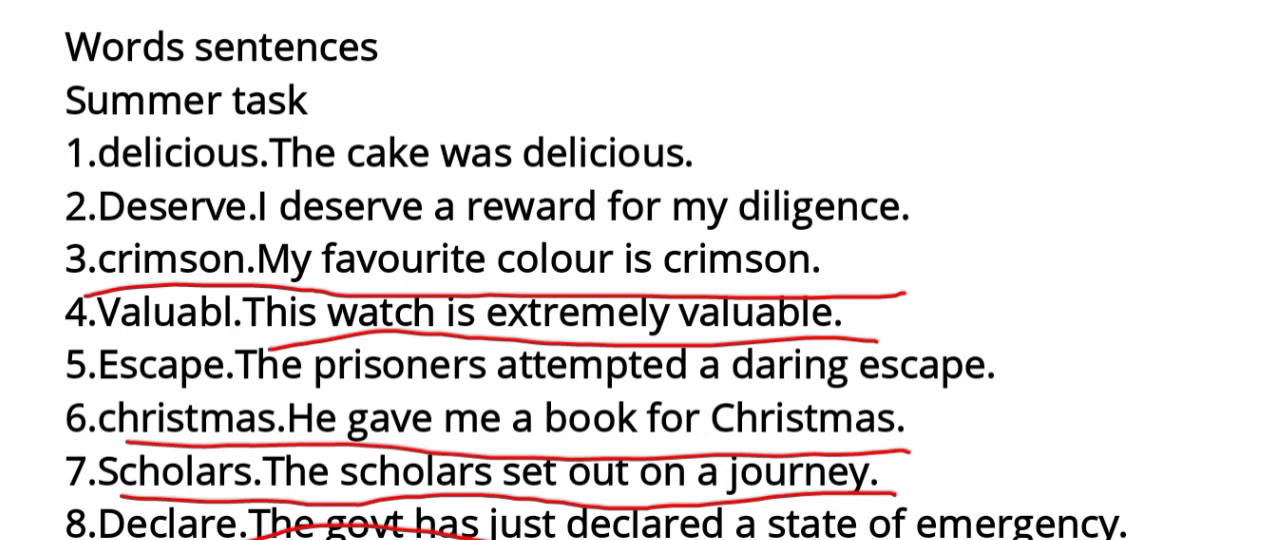 Words sentences
Summer task
1.delicious.The cake was delicious.
2.Deserve.I deserve a reward for my diligence.
3.crimson.My favourite colour is crimson.
4.Valuabl.This watch is extremely valuable.
5.Escape.The prisoners attempted a daring escape.
6.christmas.He gave me a book for Christmas.
7.Scholars.The scholars set out on a journey.
8.Declare.The govt has just declared a state of emergency.